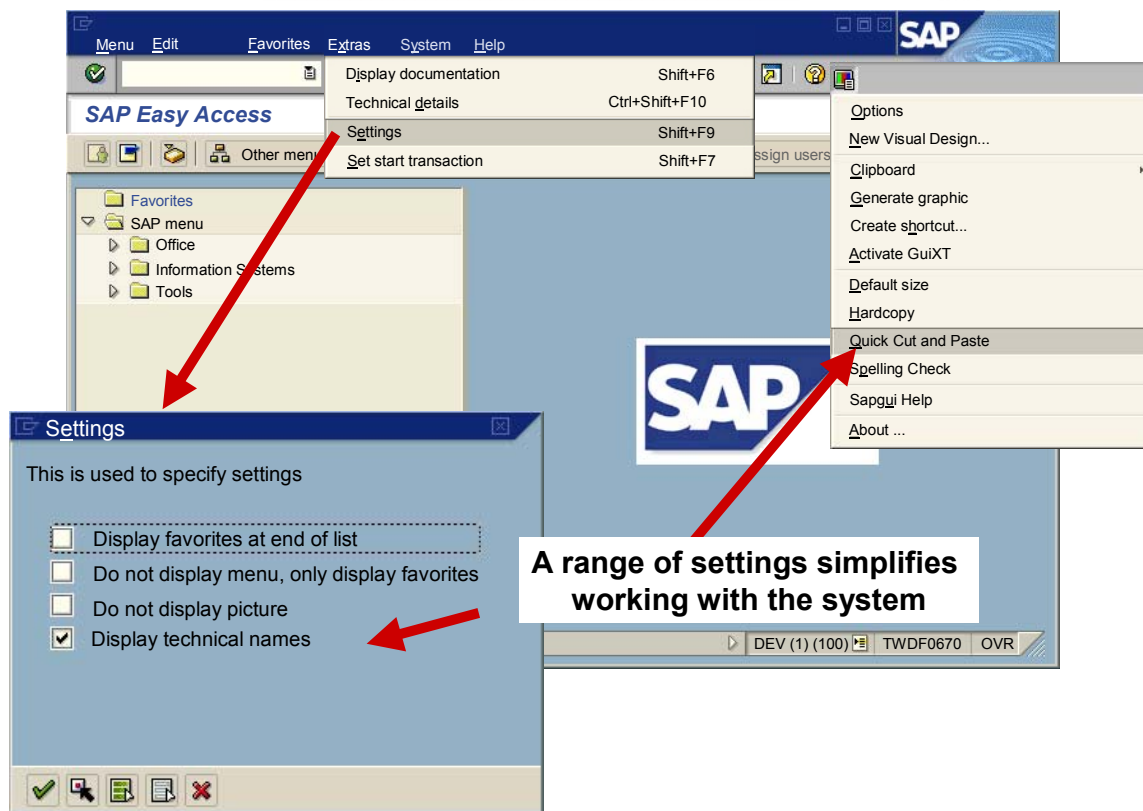 Menu Edit Favorites Extras System Help
SAP
Display documentation Shift+F6
Technical details Ctrl+Shift+F10
Settings Shift+F9
Set start transaction Shift+F7
SAP Easy Access
Other menu
ssign users
Options
New Visual Design...
Clipboard
Generate graphic
Create shortcut...
Activate GuiXT
Default size
Hardcopy
Quick Cut and Paste
Spelling Check
Sapgui Help
About ...
Favorites
SAP menu
Office
Information Systems
Tools
SAP
Settings
This is used to specify settings
Display favorites at end of list
Do not display menu, only display favorites
Do not display picture
Display technical names
A range of settings simplifies
working with the system
DEV (1) (100) TWDF0670 OVR